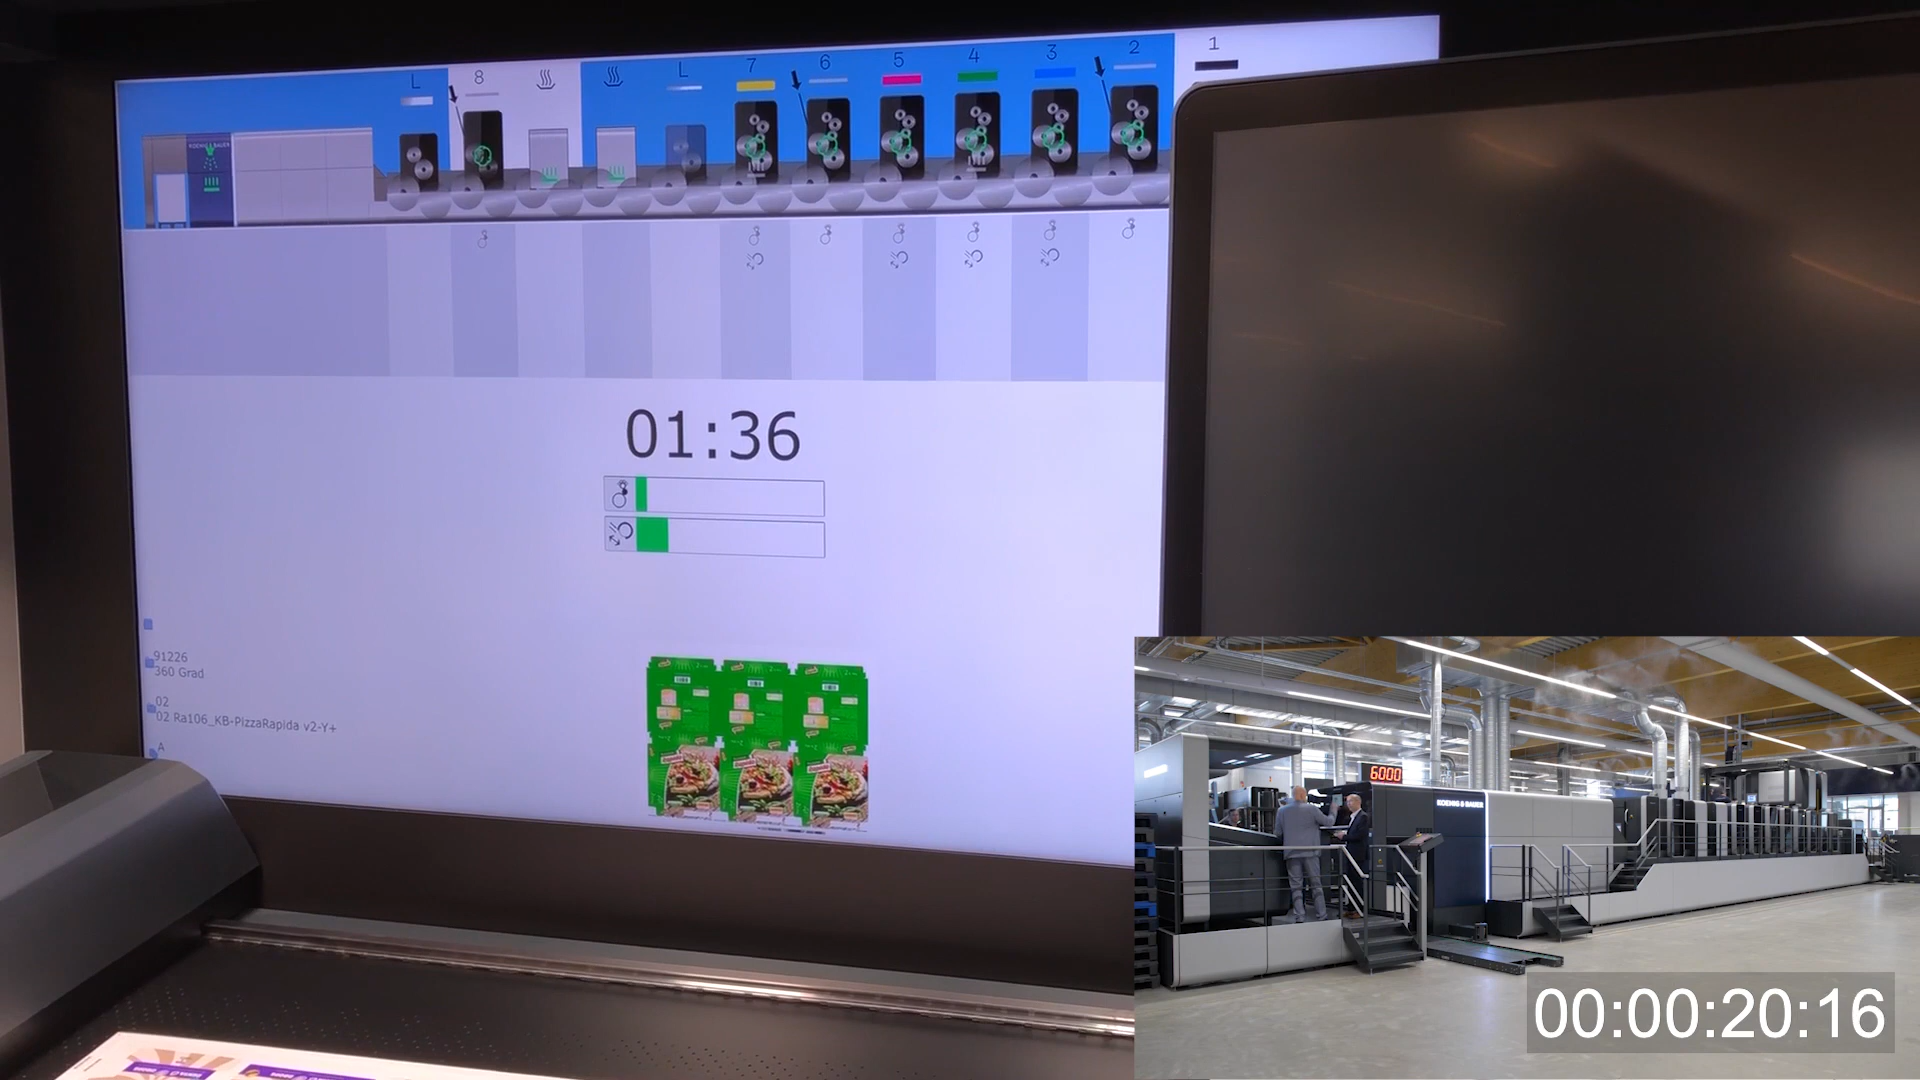 L 8 L 7 6 5 4 3 2 1
KOENIG & BAUER
01:36
91226
360 Grad
02
02 Ra106_KB-PizzaRapida v2-Y+
A
6000
KOENIG & BAUER
00:00:20:16